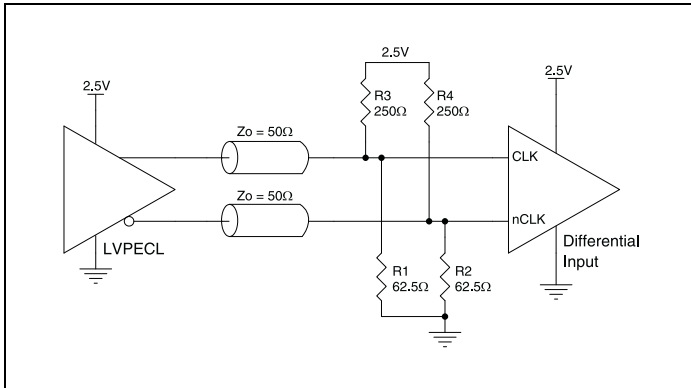 2.5V
2.5V
2.5V
R3
250Ω
R4
250Ω
Zo = 50Ω
CLK
Zo = 50Ω
nCLK
LVPECL
Differential
Input
R1
62.5Ω
R2
62.5Ω